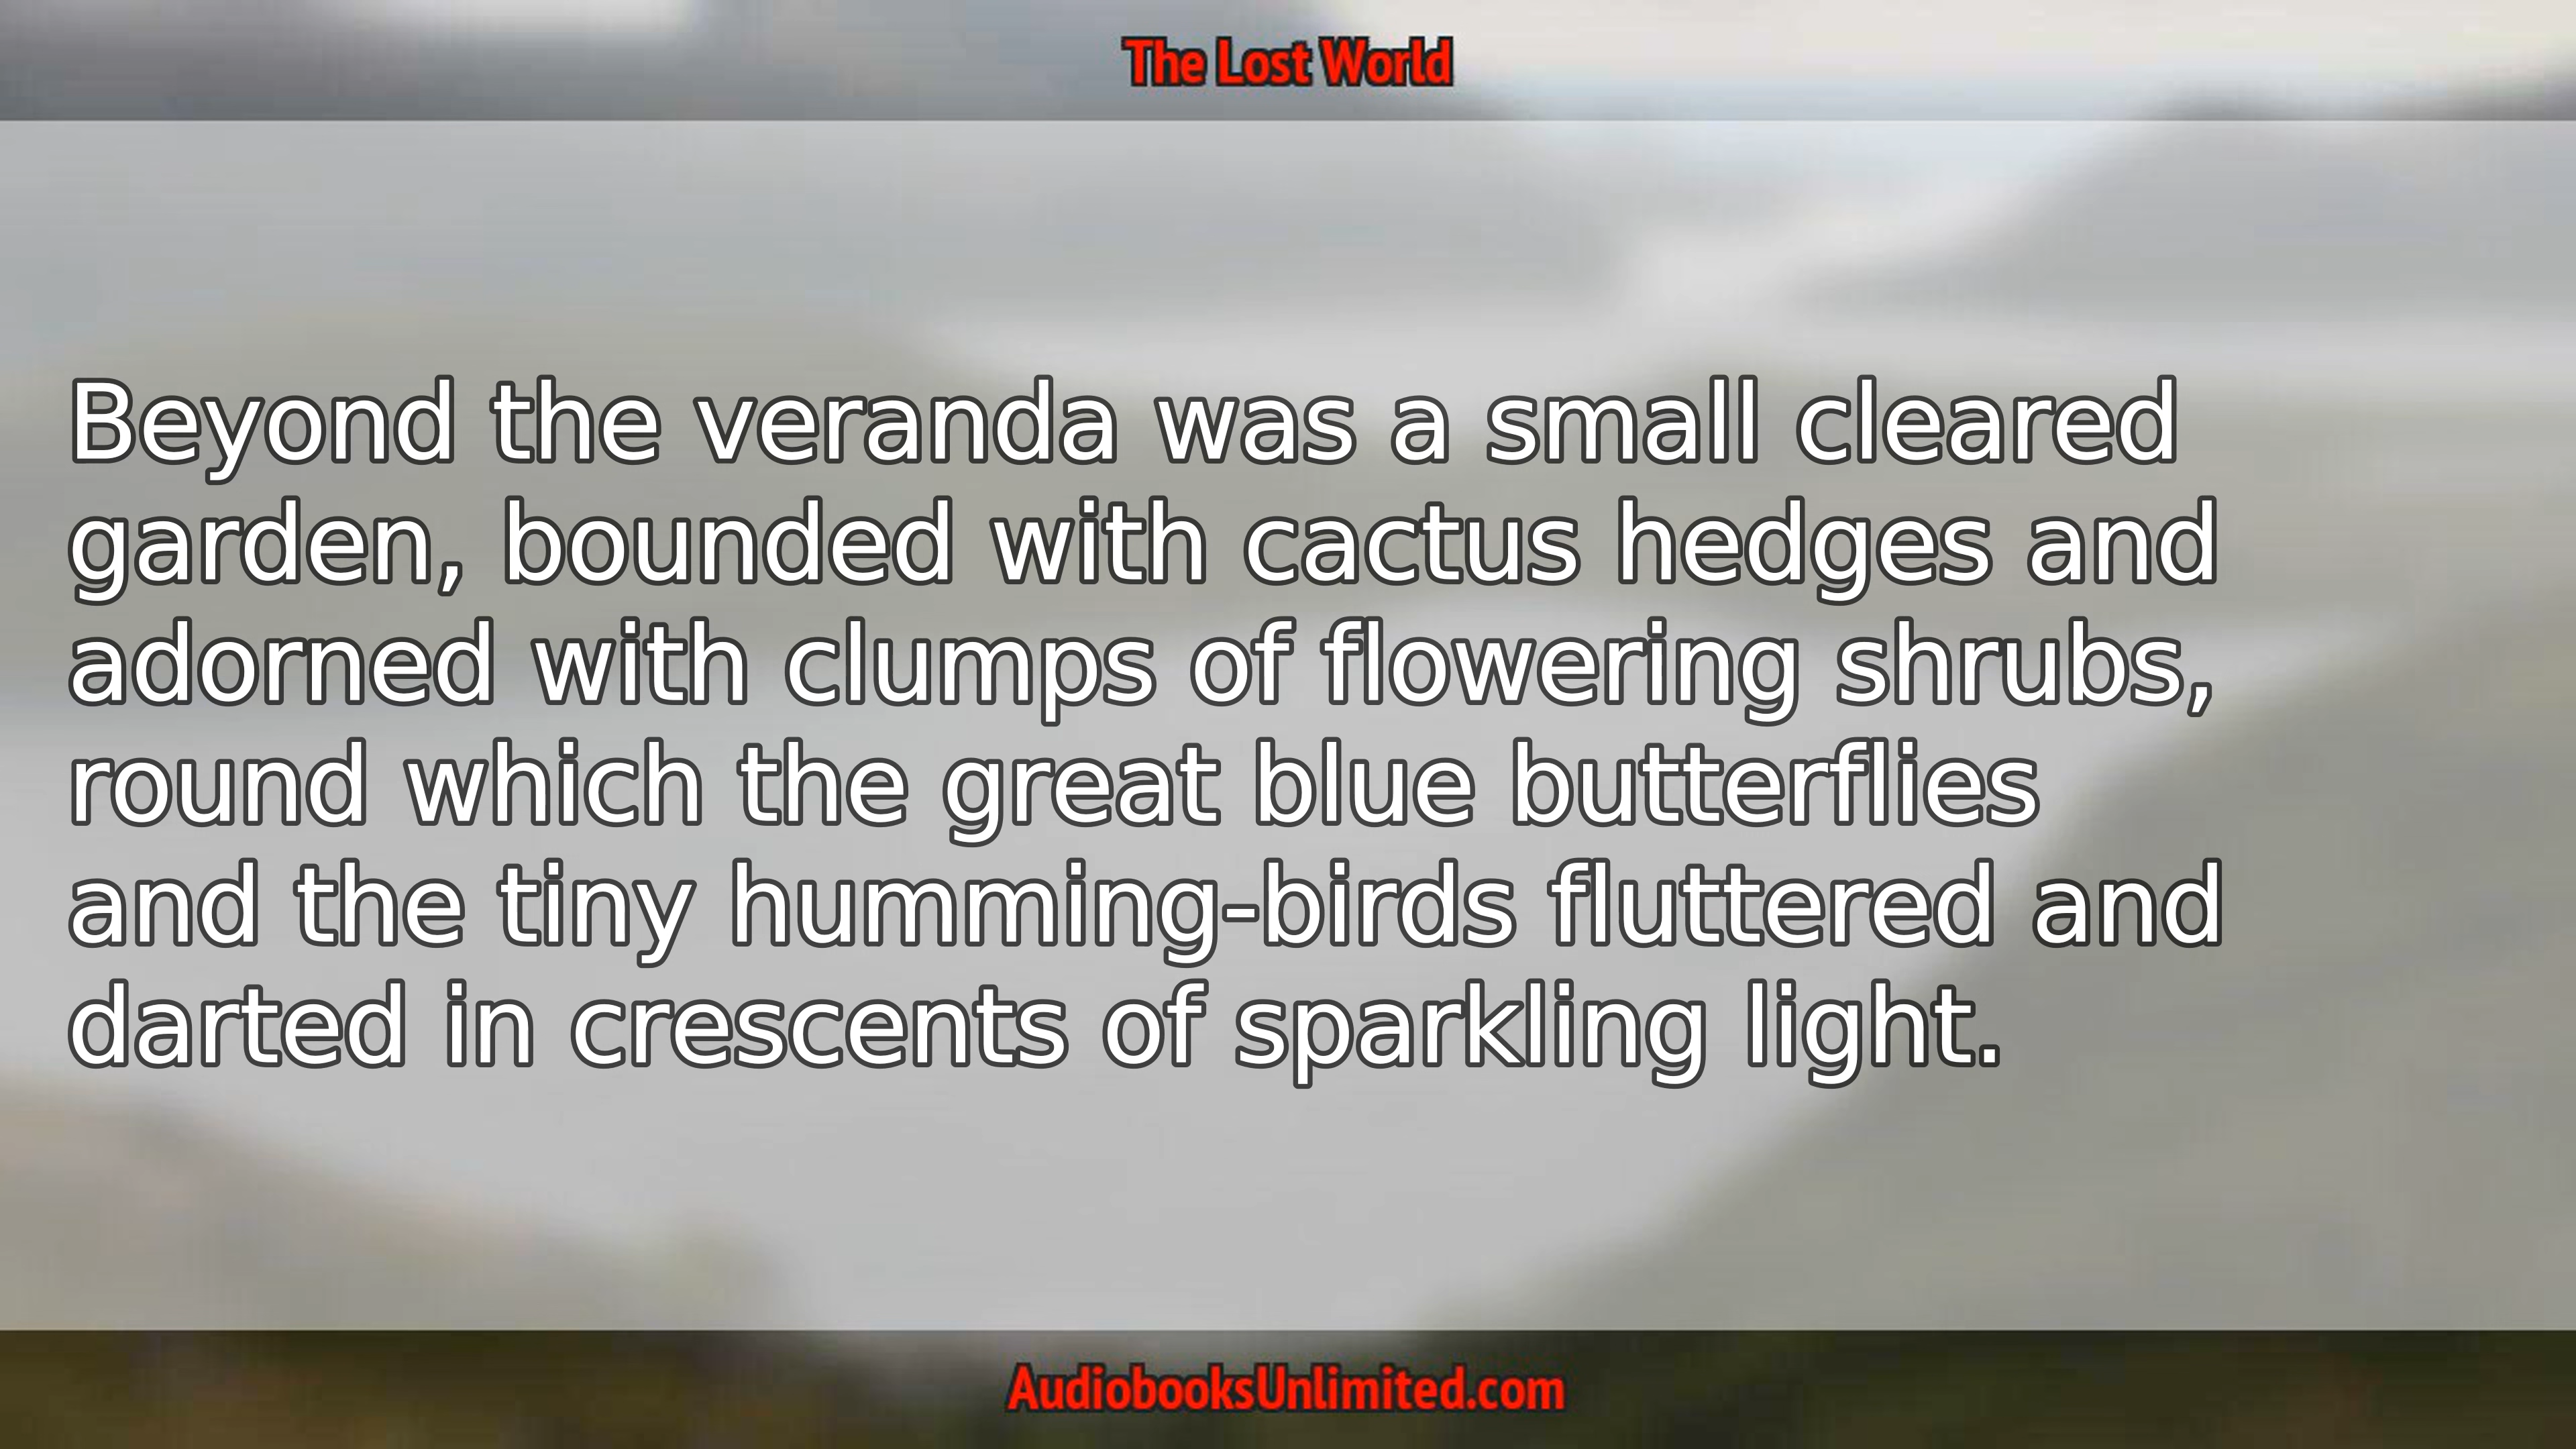 The Lost World
Beyond the veranda was a small cleared
garden, bounded with cactus hedges and
adorned with clumps of flowering shrubs,
round which the great blue butterflies
and the tiny humming-birds fluttered and
darted in crescents of sparkling light.
AudiobooksUnlimited.com